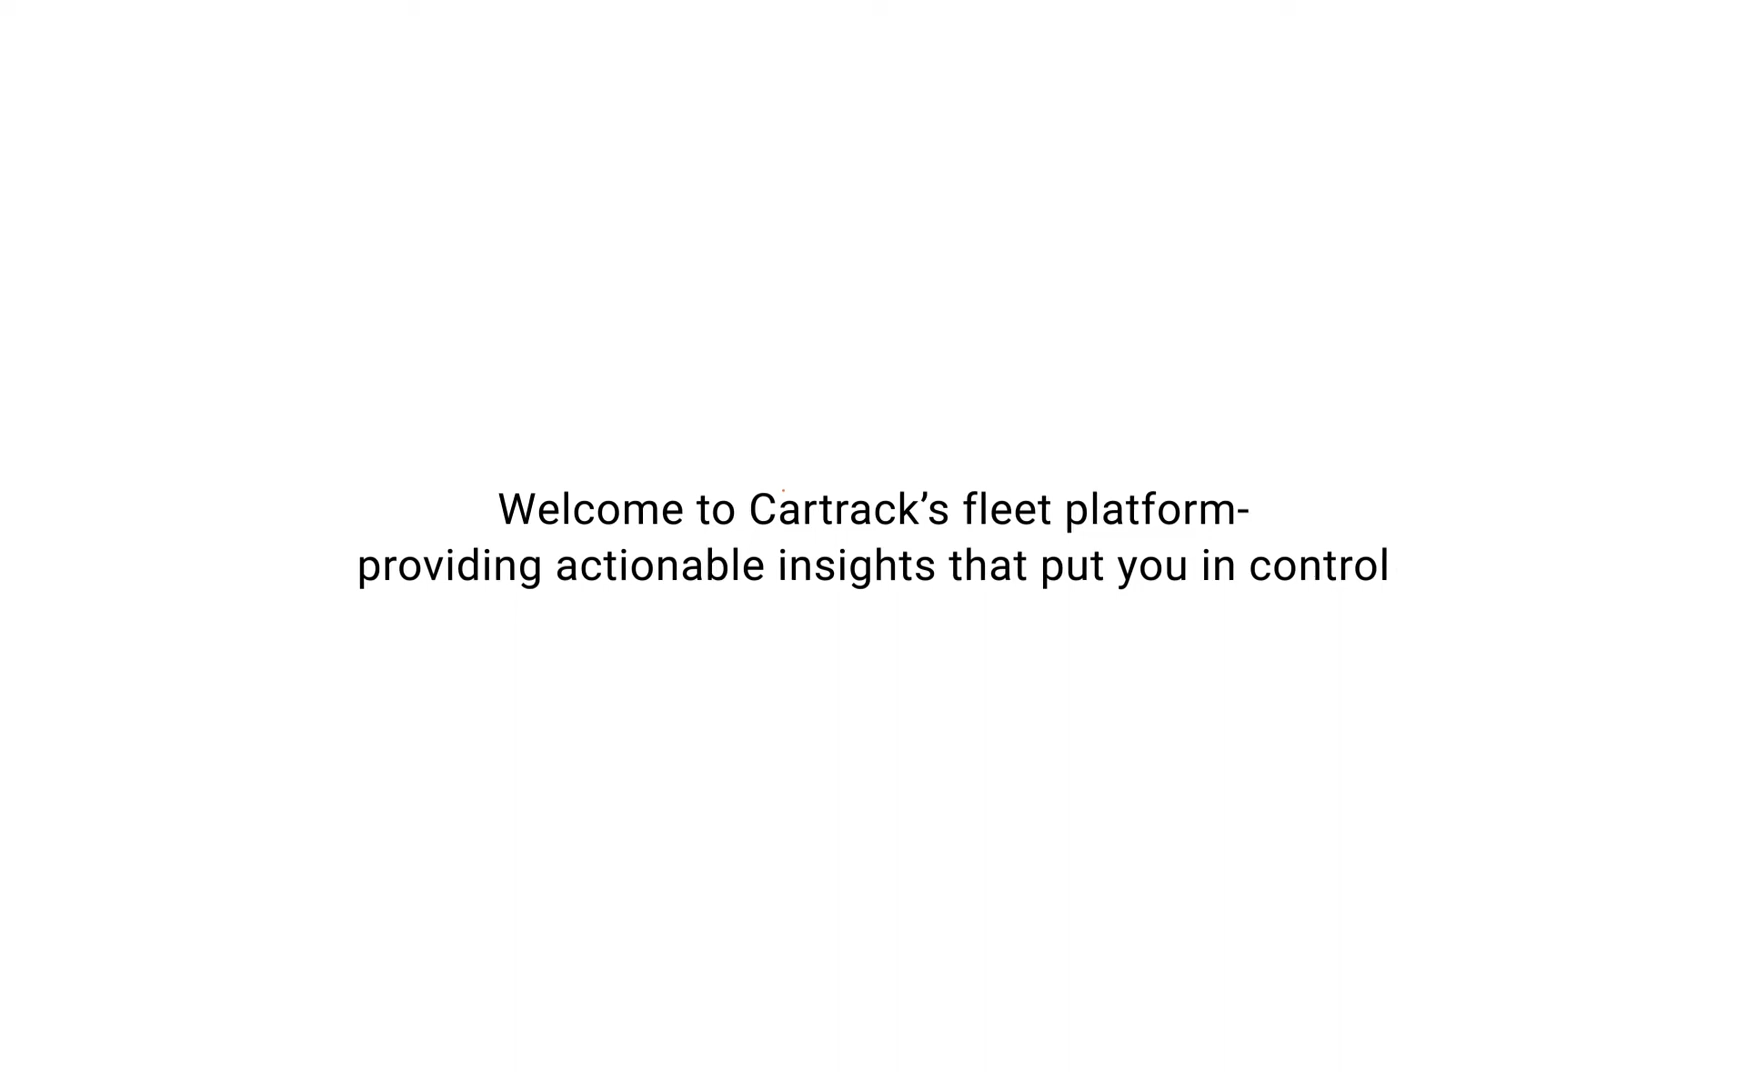 Welcome to Cartrack’s fleet platform-
providing actionable insights that put you in control